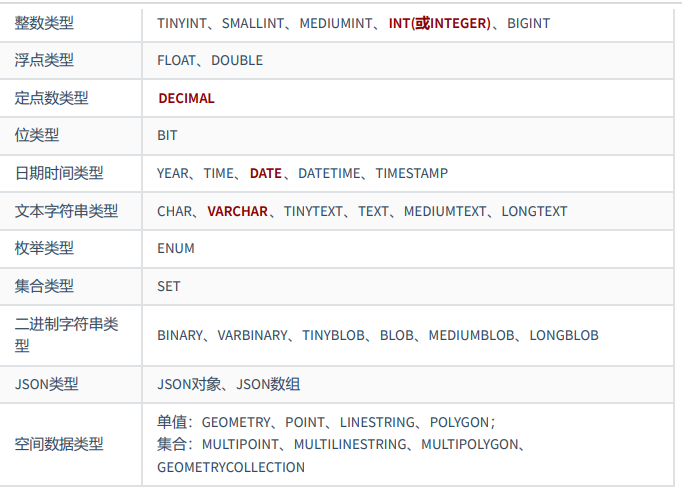 整数类型 TINYINT、SMALLINT、MEDIUMINT、INT(或INTEGER)、BIGINT
浮点类型 FLOAT、DOUBLE
定点数类型 DECIMAL
位类型 BIT
日期时间类型 YEAR、TIME、DATE、DATETIME、TIMESTAMP
文本字符串类型 CHAR、VARCHAR、TINYTEXT、TEXT、MEDIUMTEXT、LONGTEXT
枚举类型 ENUM
集合类型 SET
二进制字符串类
型
BINARY、VARBINARY、TINYBLOB、BLOB、MEDIUMBLOB、LONGBLOB
JSON类型 JSON对象、JSON数组
空间数据类型
单值：GEOMETRY、POINT、LINESTRING、POLYGON；
集合：MULTIPOINT、MULTILINESTRING、MULTIPOLYGON、
GEOMETRYCOLLECTION